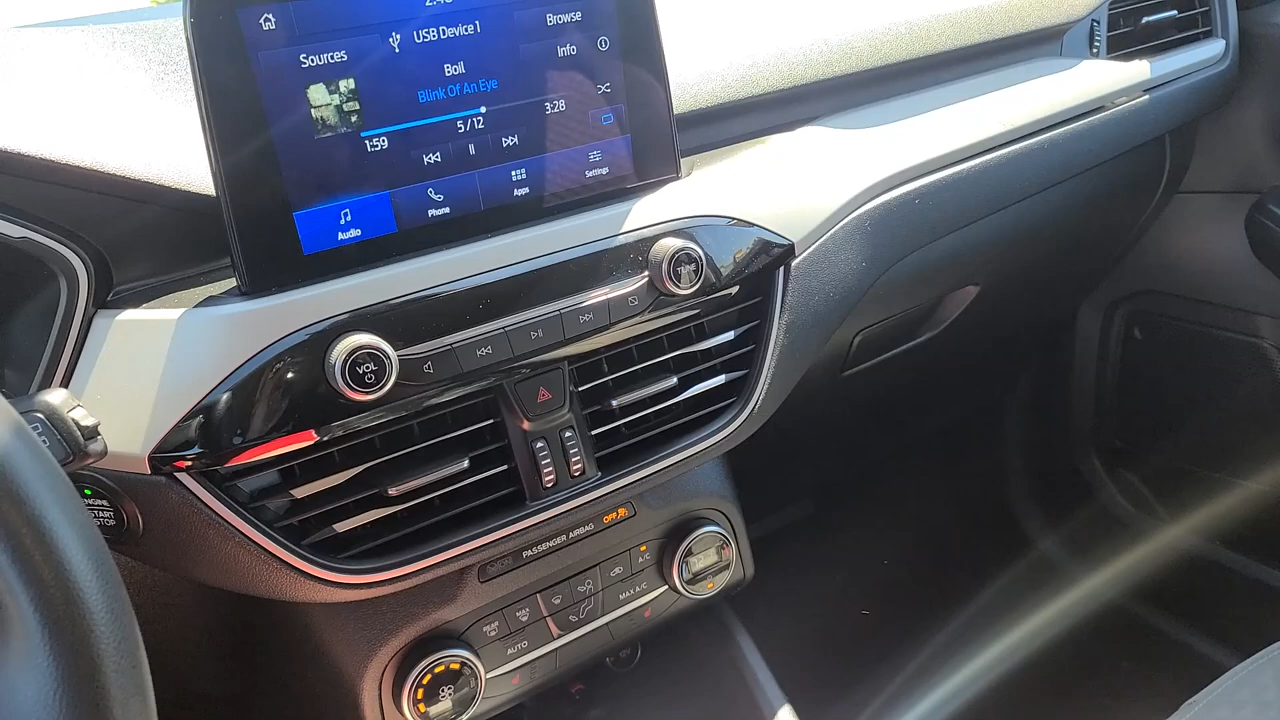 USB Device 1
Browse
Sources
Info
Boil
Blink Of An Eye
1:59
5/12
3:28
Audio
Phone
Apps
Settings
TUNE
VOL
ENGINE
START
STOP
PASSENGER AIRBAG
OFF
REAR
MAX
A/C
MAX A/C
AUTO
12V